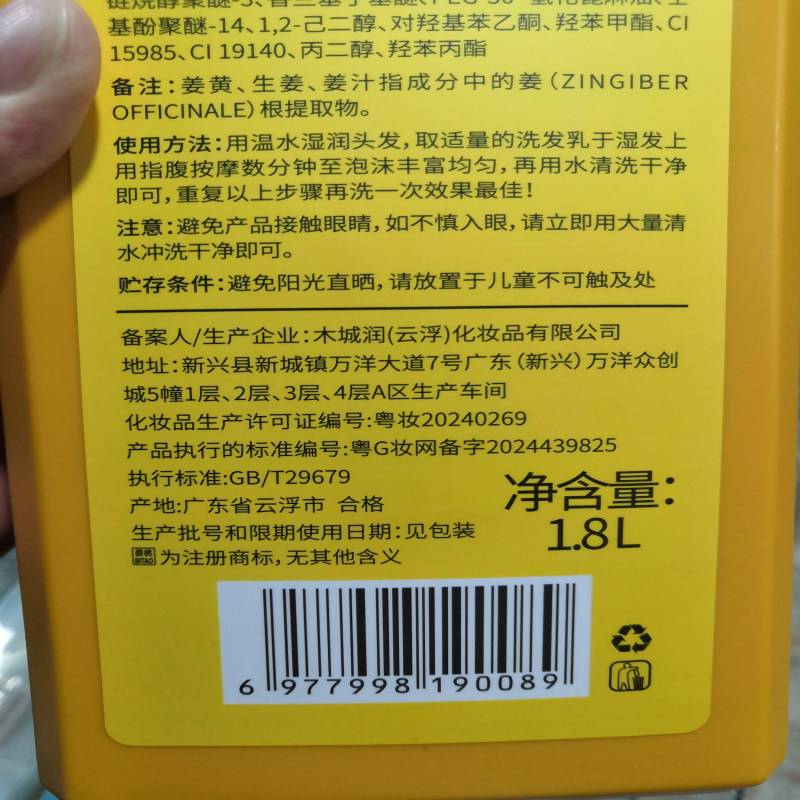 基酚聚醚-14、1,2-己二醇、对羟基苯乙酮、羟苯甲酯、CI
15985、CI 19140、丙二醇、羟苯丙酯
备注：姜黄、生姜、姜汁指成分中的姜（ZINGIBER
OFFICINALE）根提取物。
使用方法：用温水湿润头发，取适量的洗发乳于湿发上
用指腹按摩数分钟至泡沫丰富均匀，再用水清洗干净
即可，重复以上步骤再洗一次效果最佳！
注意：避免产品接触眼睛，如不慎入眼，请立即用大量清
水冲洗干净即可。
贮存条件：避免阳光直晒，请放置于儿童不可触及处
备案人/生产企业：木城润(云浮)化妆品有限公司
地址：新兴县新城镇万洋大道7号广东（新兴）万洋众创
城5幢1层、2层、3层、4层A区生产车间
化妆品生产许可证编号:粤妆20240269
产品执行的标准编号:粤G妆网备字2024439825
执行标准:GB/T29679
产地:广东省云浮市 合格
生产批号和限期使用日期:见包装
碧桃 BITAO 为注册商标，无其他含义
净含量：
1.8L
6 977998 190089